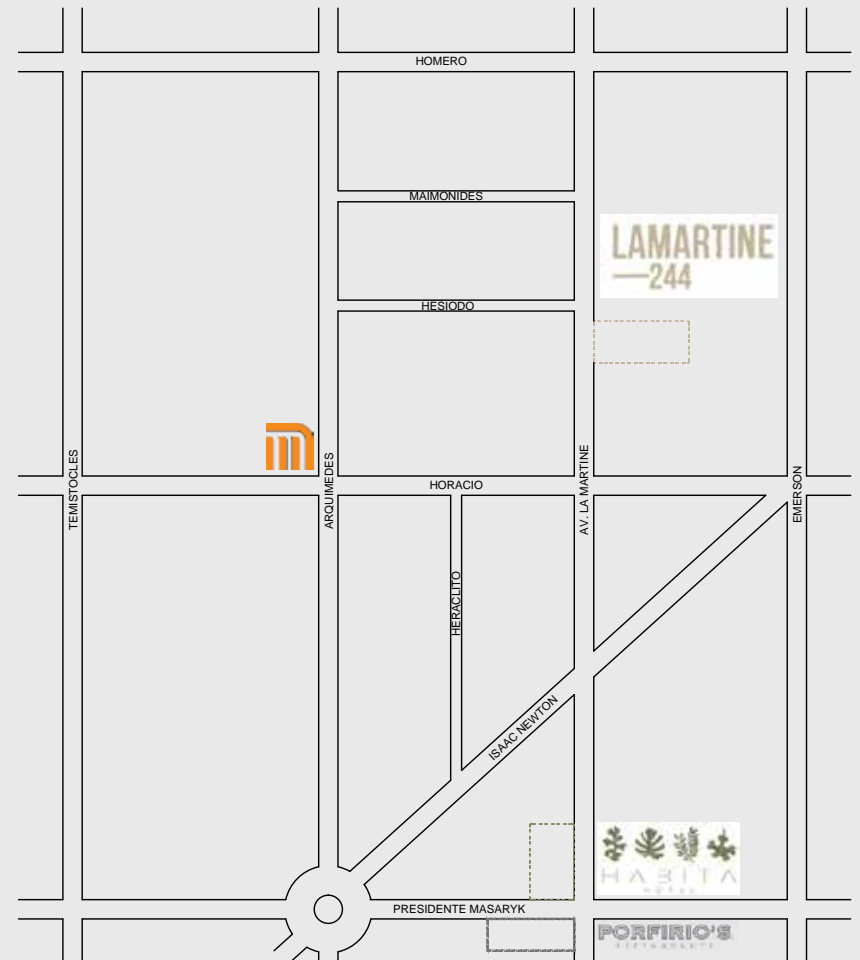 HOMERO
MAIMONIDES
LAMARTINE
—244
HESIODO
TEMISTOCLES
ARQUIMEDES
HORACIO
AV. LA MARTINE
EMERSON
HERACLITO
ISAAC NEWTON
HABITA
PRESIDENTE MASARYK
PORFIRIO'S